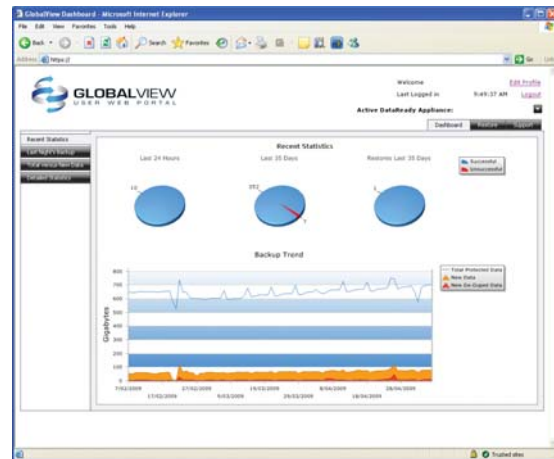 GlobalView Dashboard - Microsoft Internet Explorer
File Edit View Favorites Tools Help
Back Search Favorites
Address https://
Go
GLOBALVIEW
USER WEB PORTAL
Welcome Edit Profile
Last Logged in 9:49:37 AM Logout
Active DataReady Appliance:
Dashboard Restore Support
Recent Statistics
Last Night's Backup
Total Versus New Data
Detailed Statistics
Recent Statistics
Last 24 Hours Last 35 Days Restores Last 35 Days
Successful
Unsuccessful
10 352
Backup Trend
Total Protected Data
New Data
New De-Duped Data
Gigabytes
800
700
600
500
400
300
200
100
0
7/02/2009 27/02/2009 19/03/2009 8/04/2009 28/04/2009
17/02/2009 9/03/2009 29/03/2009 18/04/2009
Trusted sites